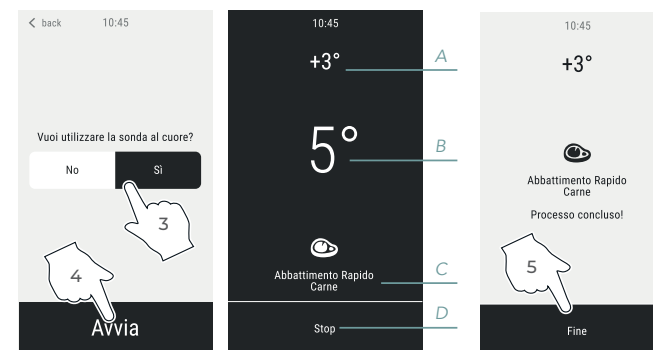 back 10:45
Vuoi utilizzare la sonda al cuore?
No Sì
3
4
Avvia
10:45
+3°
A
5°
B
Abbattimento Rapido
Carne
C
Stop
D
10:45
+3°
Abbattimento Rapido
Carne
Processo concluso!
5
Fine